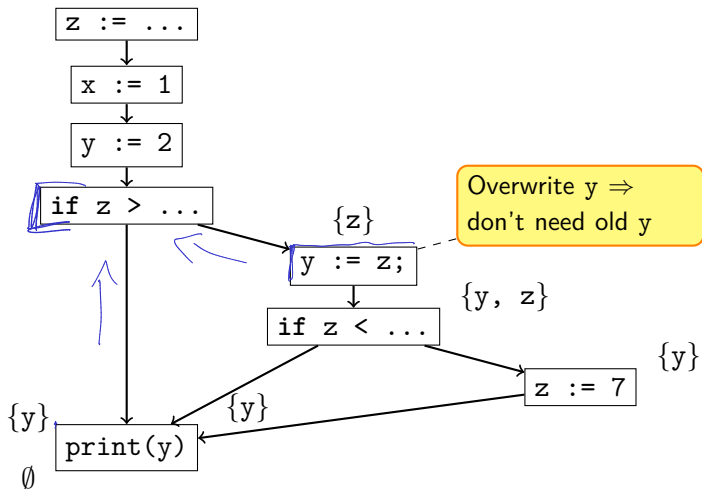 z := ...
x := 1
y := 2
if z > ...
{z}
Overwrite y ⇒
don't need old y
y := z;
{y, z}
if z < ...
{y}
z := 7
{y}
{y}
print(y)
∅